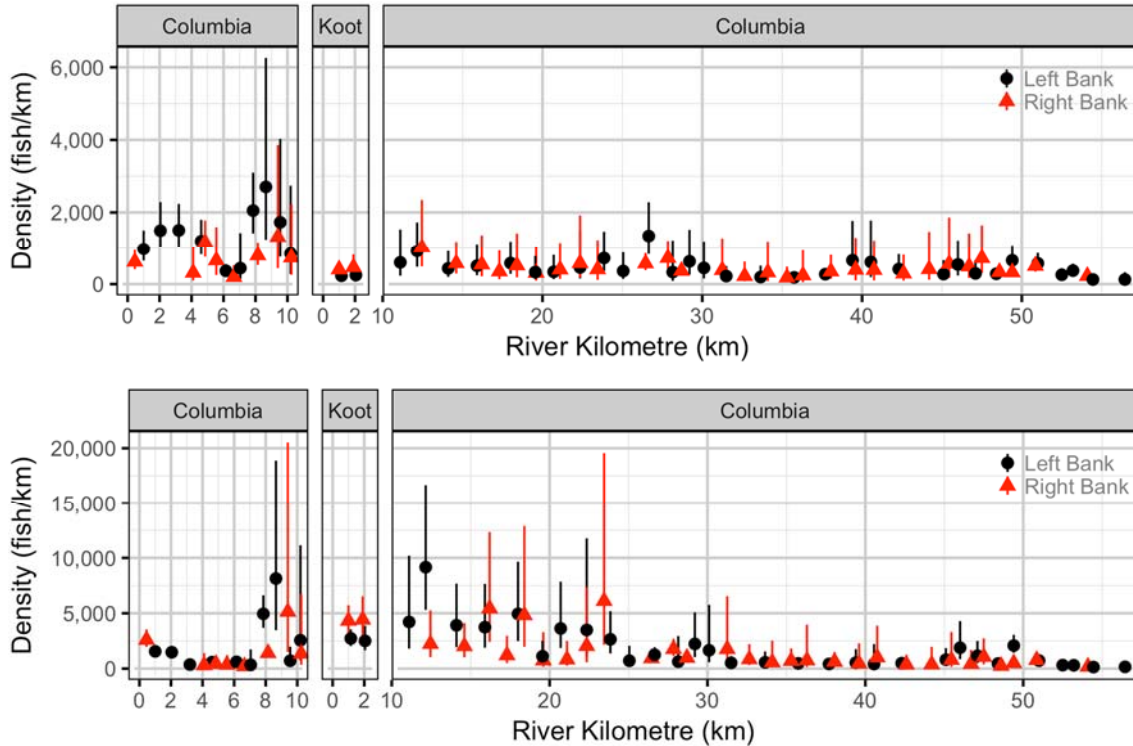 Columbia Koot Columbia
6,000
4,000
2,000
0
Density (fish/km)
Left Bank
Right Bank
0 2 4 6 8 10 0 2 10 20 30 40 50
River Kilometre (km)
Columbia Koot Columbia
20,000
15,000
10,000
5,000
0
Density (fish/km)
Left Bank
Right Bank
0 2 4 6 8 10 0 2 10 20 30 40 50
River Kilometre (km)